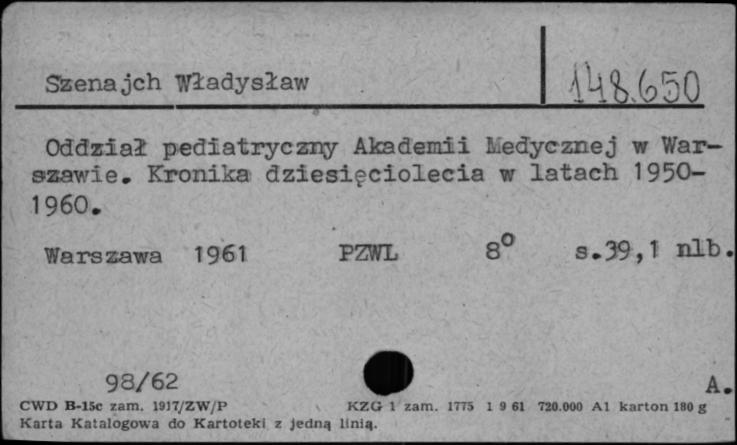 Szenajch Władysław 148.650
Oddział pediatryczny Akademii Medycznej w War-
szawie. Kronika dziesięciolecia w latach 1950-
1960.
Warszawa 1961 PZWL 8° s.39,1 nlb.
98/62 A.
CWD B-15c zam. 1917/ZW/P KZG 1 zam. 1775 1 9 61 720.000 A1 karton 180 g
Karta Katalogowa do Kartoteki z jedną linią.